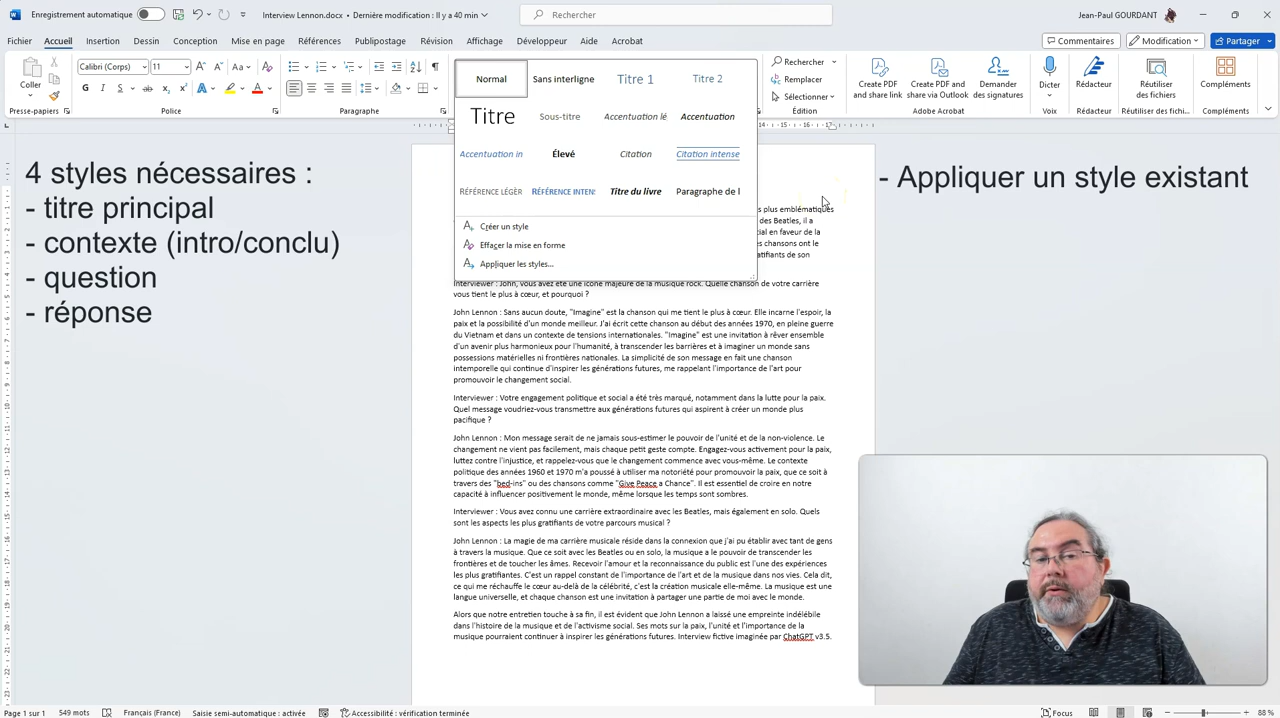 Enregistrement automatique
Interview Lennon.docx • Dernière modification : Il y a 40 min
Rechercher
Jean-Paul GOURDANT
Fichier Accueil Insertion Dessin Conception Mise en page Références Publipostage Révision Affichage Développeur Aide Acrobat
Commentaires Modification Partager
Coller
Presse-papiers
Calibri (Corps) 11
G I S
Police
Paragraphe
Normal Sans interligne Titre 1 Titre 2
Titre Sous-titre Accentuation lé Accentuation
Accentuation in Élevé Citation Citation intense
RÉFÉRENCE LÉGÈR RÉFÉRENCE INTENS Titre du livre Paragraphe de l
Créer un style
Effacer la mise en forme
Appliquer les styles...
Rechercher
Remplacer
Sélectionner
Édition
Create PDF and share link
Create PDF and share via Outlook
Demander des signatures
Adobe Acrobat
Dicter
Voix
Rédacteur
Rédacteur
Réutiliser des fichiers
Réutiliser des fich...
Compléments
Compléments
4 styles nécessaires :
- titre principal
- contexte (intro/conclu)
- question
- réponse
- Appliquer un style existant
s plus emblématiques
des Beatles, il a
cial en faveur de la
es chansons ont le
gratifiants de son
Interviewer : John, vous avez été une icône majeure de la musique rock. Quelle chanson de votre carrière
vous tient le plus à cœur, et pourquoi ?
John Lennon : Sans aucun doute, "Imagine" est la chanson qui me tient le plus à cœur. Elle incarne l'espoir, la
paix et la possibilité d'un monde meilleur. J'ai écrit cette chanson au début des années 1970, en pleine guerre
du Vietnam et dans un contexte de tensions internationales. "Imagine" est une invitation à rêver ensemble
d'un avenir plus harmonieux pour l'humanité, à transcender les barrières et à imaginer un monde sans
possessions matérielles ni frontières nationales. La simplicité de son message en fait une chanson
intemporelle qui continue d'inspirer les générations futures, me rappelant l'importance de l'art pour
promouvoir le changement social.
Interviewer : Votre engagement politique et social a été très marqué, notamment dans la lutte pour la paix.
Quel message voudriez-vous transmettre aux générations futures qui aspirent à créer un monde plus
pacifique ?
John Lennon : Mon message serait de ne jamais sous-estimer le pouvoir de l'unité et de la non-violence. Le
changement ne vient pas facilement, mais chaque petit geste compte. Engagez-vous activement pour la paix,
luttez contre l'injustice, et rappelez-vous que le changement commence avec vous-même. Le contexte
politique des années 1960 et 1970 m'a poussé à utiliser ma notoriété pour promouvoir la paix, que ce soit à
travers des "bed-ins" ou des chansons comme "Give Peace a Chance". Il est essentiel de croire en notre
capacité à influencer positivement le monde, même lorsque les temps sont sombres.
Interviewer : Vous avez connu une carrière extraordinaire avec les Beatles, mais également en solo. Quels
sont les aspects les plus gratifiants de votre parcours musical ?
John Lennon : La magie de ma carrière musicale réside dans la connexion que j'ai pu établir avec tant de gens
à travers la musique. Que ce soit avec les Beatles ou en solo, la musique a le pouvoir de transcender les
frontières et de toucher les âmes. Recevoir l'amour et la reconnaissance du public est l'une des expériences
les plus gratifiantes. C'est un rappel constant de l'importance de l'art et de la musique dans nos vies. Cela dit,
ce qui me réchauffe le cœur au-delà de la célébrité, c'est la création musicale elle-même. La musique est une
langue universelle, et chaque chanson est une invitation à partager une partie de moi avec le monde.
Alors que notre entretien touche à sa fin, il est évident que John Lennon a laissé une empreinte indélébile
dans l'histoire de la musique et de l'activisme social. Ses mots sur la paix, l'unité et l'importance de la
musique pourraient continuer à inspirer les générations futures. Interview fictive imaginée par ChatGPT v3.5.
Page 1 sur 1 549 mots Français (France) Saisie semi-automatique : activée Accessibilité : vérification terminée Focus 88 %